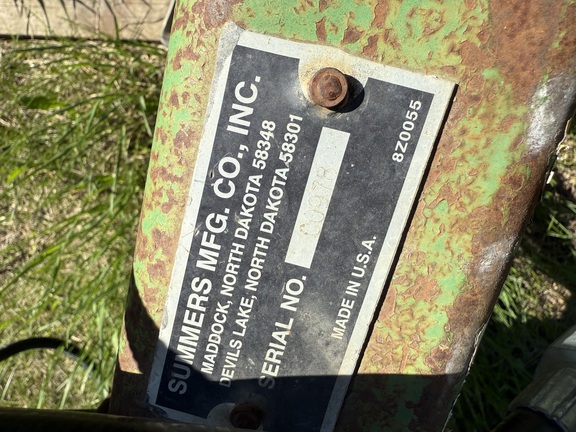 SUMMERS MFG. CO., INC.
MADDOCK, NORTH DAKOTA 58348
DEVILS LAKE, NORTH DAKOTA 58301
SERIAL NO.
MADE IN U.S.A.
8Z0055